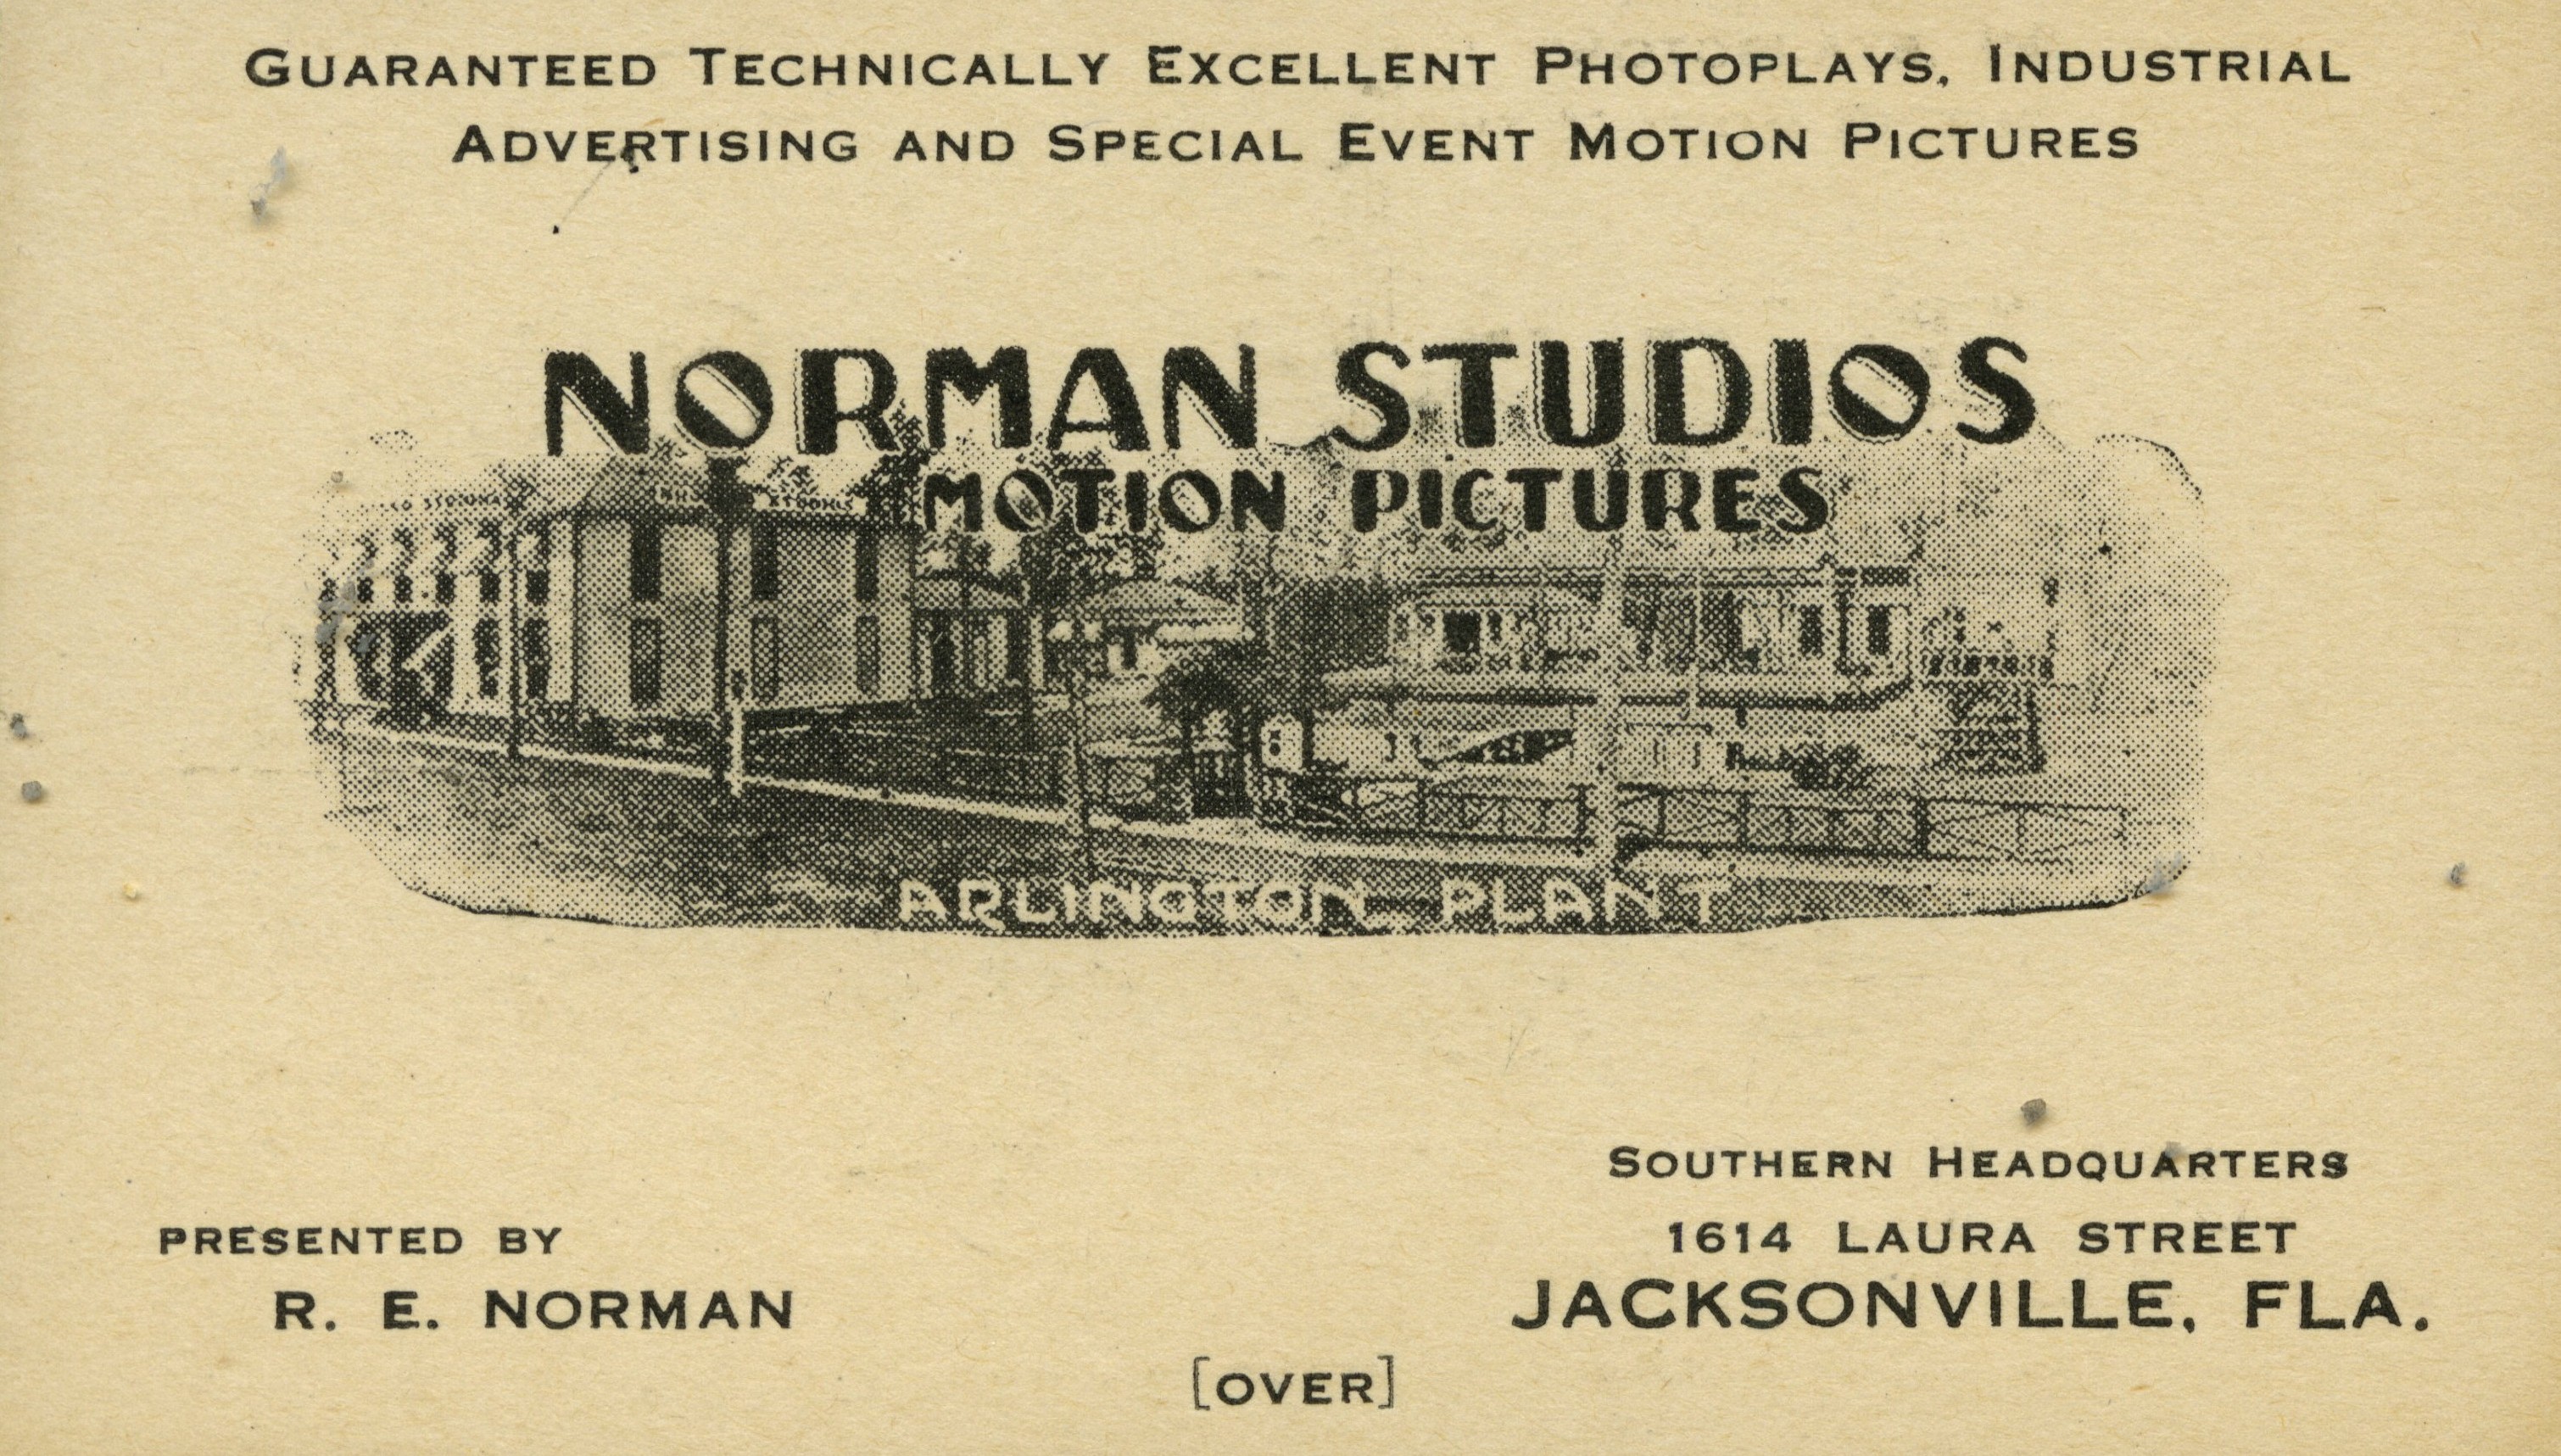 GUARANTEED TECHNICALLY EXCELLENT PHOTOPLAYS, INDUSTRIAL
ADVERTISING AND SPECIAL EVENT MOTION PICTURES
NORMAN STUDIOS
MOTION PICTURES
ARLINGTON PLANT
SOUTHERN HEADQUARTERS
1614 LAURA STREET
JACKSONVILLE, FLA.
PRESENTED BY
R. E. NORMAN
[OVER]